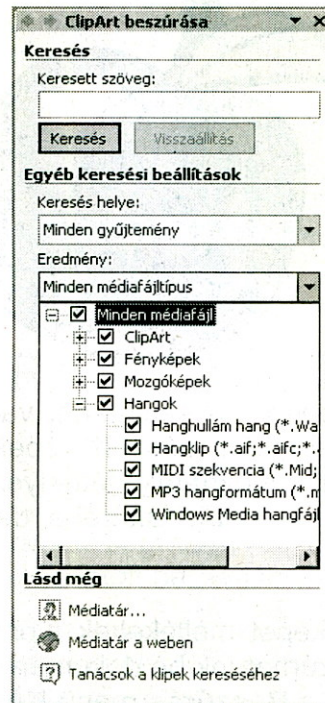 ClipArt beszúrása
Keresés
Keresett szöveg:
Keresés Visszaállítás
Egyéb keresési beállítások
Keresés helye:
Minden gyűjtemény
Eredmény:
Minden médiafájltípus
Minden médiafájl
ClipArt
Fényképek
Mozgóképek
Hangok
Hanghullám hang (*.Wa
Hangklip (*.aif;*.aifc;*.
MIDI szekvencia (*.Mid;
MP3 hangformátum (*.m
Windows Media hangfájl
Lásd még
Médiatár...
Médiatár a weben
Tanácsok a klipek kereséséhez